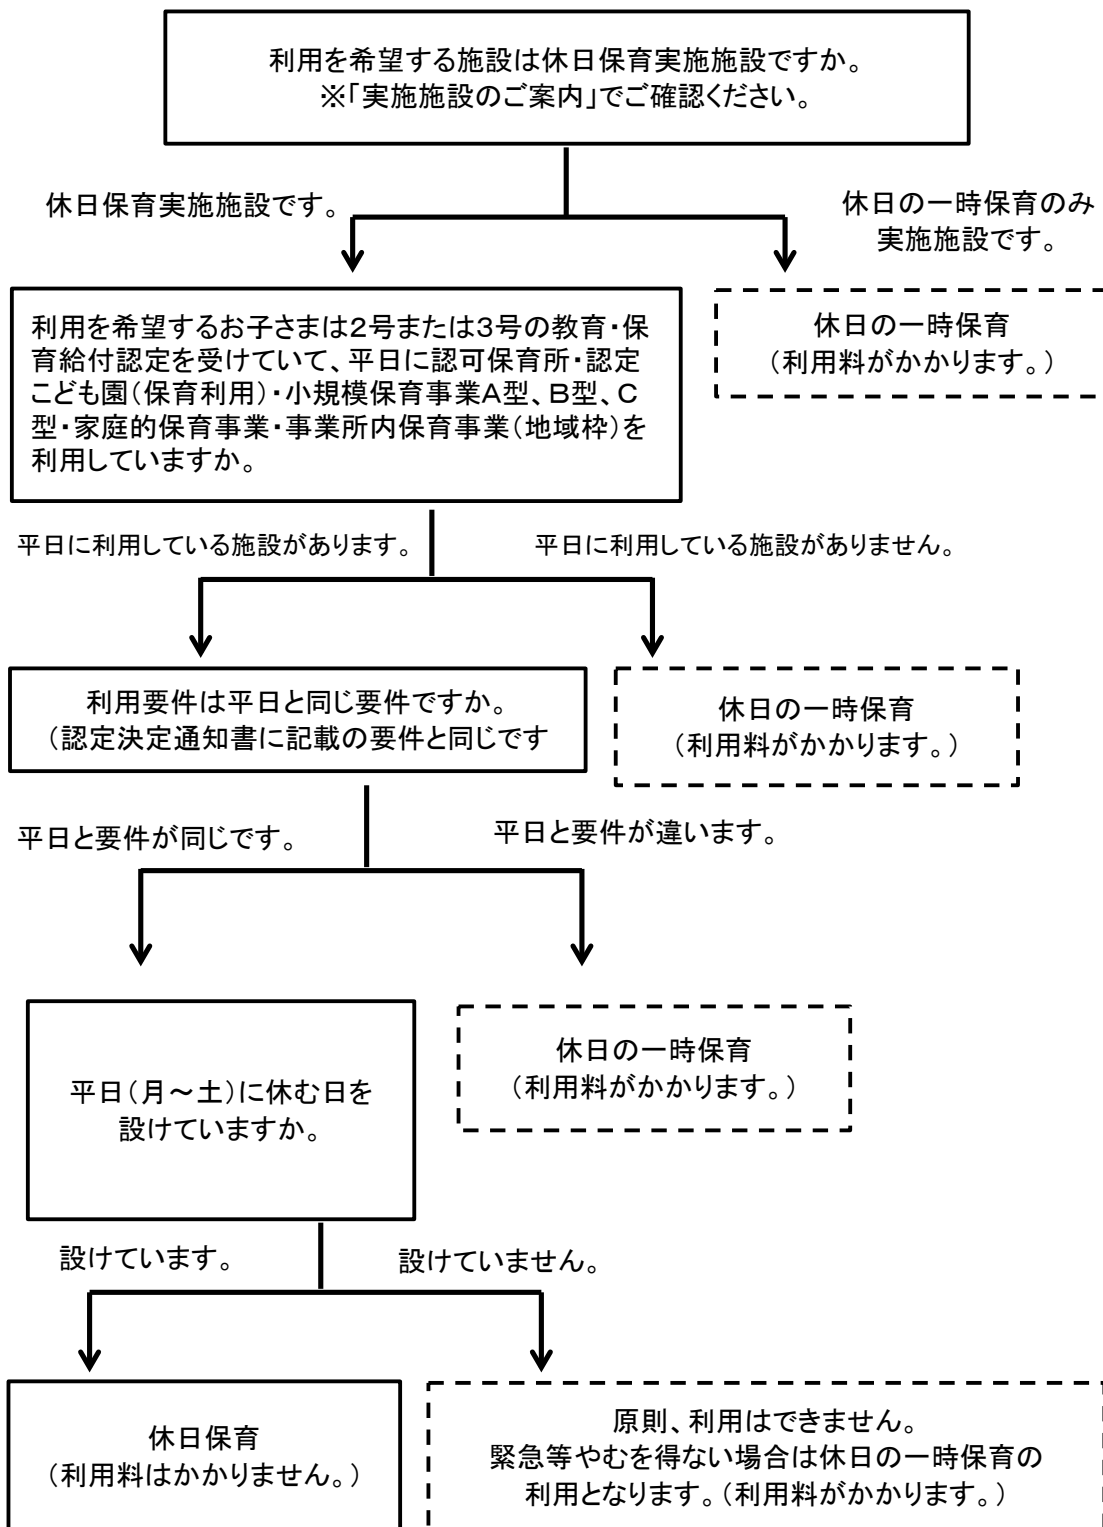 利用を希望する施設は休日保育実施施設ですか。
※「実施施設のご案内」でご確認ください。
休日保育実施施設です。
休日の一時保育のみ
実施施設です。
利用を希望するお子さまは２号または３号の教育・保
育給付認定を受けていて、平日に認可保育所・認定
こども園（保育利用）・小規模保育事業Ａ型、Ｂ型、Ｃ
型・家庭的保育事業・事業所内保育事業（地域枠）を
利用していますか。
休日の一時保育
（利用料がかかります。）
平日に利用している施設があります。
平日に利用している施設がありません。
利用要件は平日と同じ要件ですか。
（認定決定通知書に記載の要件と同じです
休日の一時保育
（利用料がかかります。）
平日と要件が同じです。
平日と要件が違います。
平日（月～土）に休む日を
設けていますか。
休日の一時保育
（利用料がかかります。）
設けています。
設けていません。
休日保育
（利用料はかかりません。）
原則、利用はできません。
緊急等やむを得ない場合は休日の一時保育の
利用となります。（利用料がかかります。）